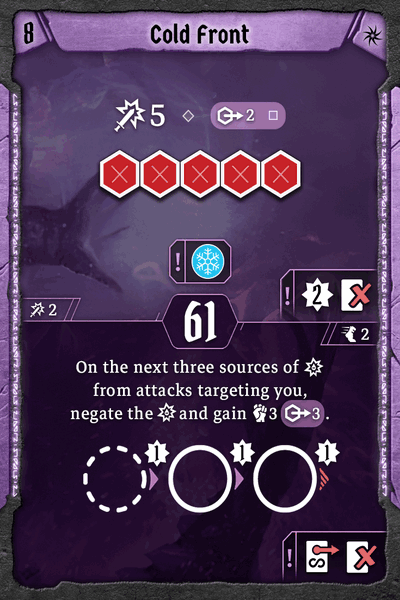 8 Cold Front
5 2
! 2
!
2 61 2
On the next three sources of
from attacks targeting you,
negate the and gain 3 3.
1 1 1
!